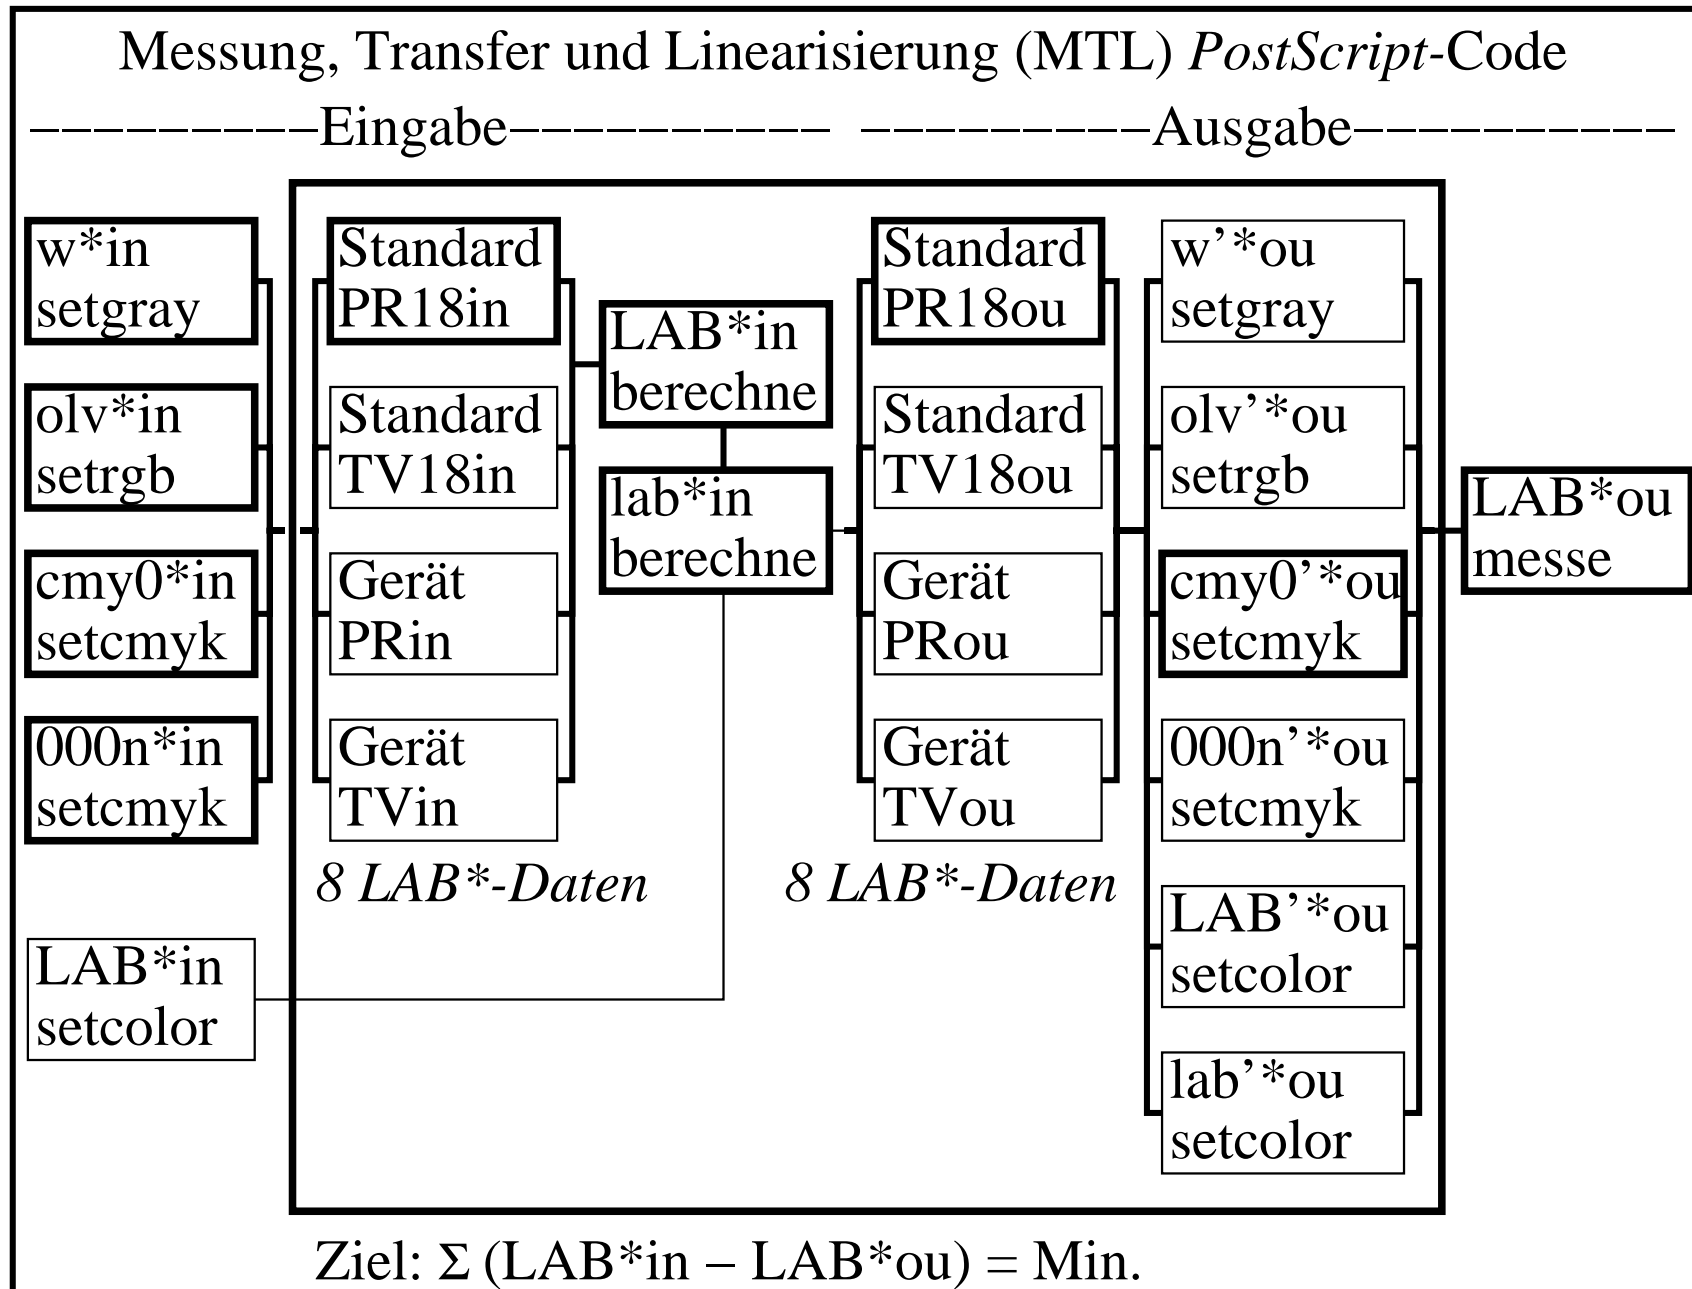 Messung, Transfer und Linearisierung (MTL) PostScript-Code
Eingabe
Ausgabe
w*in
setgray
olv*in
setrgb
cmy0*in
setcmyk
000n*in
setcmyk
LAB*in
setcolor
Standard
PR18in
Standard
TV18in
Gerät
PRin
Gerät
TVin
8 LAB*-Daten
LAB*in
berechne
lab*in
berechne
Standard
PR18ou
Standard
TV18ou
Gerät
PRou
Gerät
TVou
8 LAB*-Daten
w’*ou
setgray
olv’*ou
setrgb
cmy0’*ou
setcmyk
000n’*ou
setcmyk
LAB’*ou
setcolor
lab’*ou
setcolor
LAB*ou
messe
Ziel: Σ (LAB*in – LAB*ou) = Min.